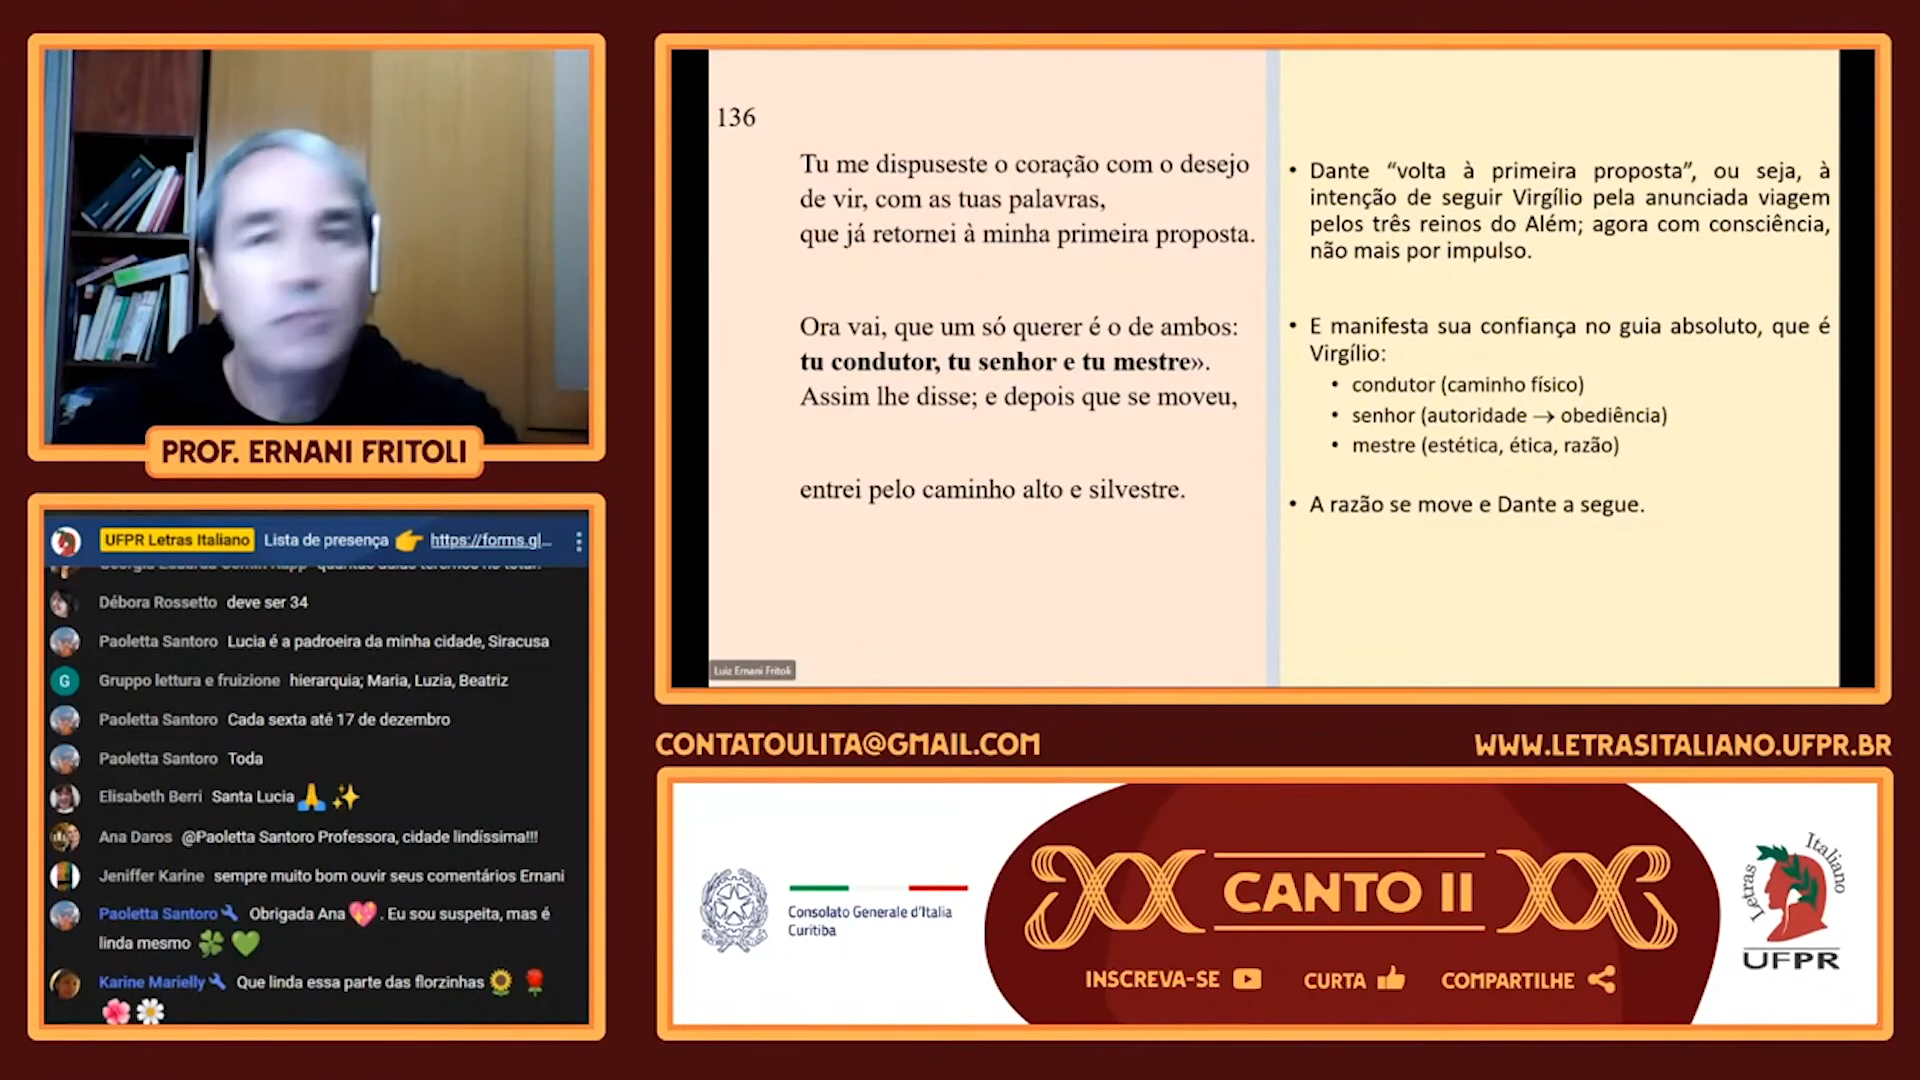 PROF. ERNANI FRITOLI
UFPR Letras Italiano Lista de presença 👉 https://forms.gl...
Débora Rossetto deve ser 34
Paoletta Santoro Lucia é a padroeira da minha cidade, Siracusa
G Gruppo lettura e fruizione hierarquia; Maria, Luzia, Beatriz
Paoletta Santoro Cada sexta até 17 de dezembro
Paoletta Santoro Toda
Elisabeth Berri Santa Lucia 🙏 ✨
Ana Daros @Paoletta Santoro Professora, cidade lindíssima!!!
Jeniffer Karine sempre muito bom ouvir seus comentários Ernani
Paoletta Santoro Obrigada Ana 💖 . Eu sou suspeita, mas é
linda mesmo 🍀 💚
Karine Marielly Que linda essa parte das florzinhas 🌻 🌹
🌺 🌼
136
Tu me dispuseste o coração com o desejo
de vir, com as tuas palavras,
que já retornei à minha primeira proposta.
Ora vai, que um só querer é o de ambos:
tu condutor, tu senhor e tu mestre».
Assim lhe disse; e depois que se moveu,
entrei pelo caminho alto e silvestre.
Luiz Ernani Fritoli
• Dante “volta à primeira proposta”, ou seja, à
intenção de seguir Virgílio pela anunciada viagem
pelos três reinos do Além; agora com consciência,
não mais por impulso.
• E manifesta sua confiança no guia absoluto, que é
Virgílio:
• condutor (caminho físico)
• senhor (autoridade → obediência)
• mestre (estética, ética, razão)
• A razão se move e Dante a segue.
CONTATOULITA@GMAIL.COM
WWW.LETRASITALIANO.UFPR.BR
Consolato Generale d'Italia
Curitiba
CANTO II
INSCREVA-SE
CURTA
COMPARTILHE
Letras Italiano
UFPR